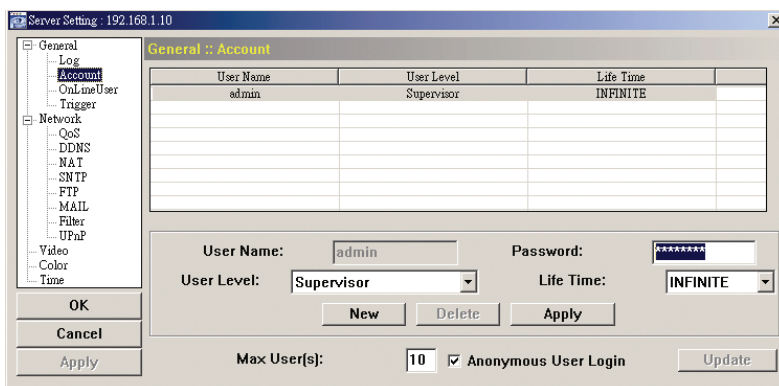 Server Setting : 192.168.1.10
General
Log
Account
OnLineUser
Trigger
Network
QoS
DDNS
NAT
SNTP
FTP
MAIL
Filter
UPnP
Video
Color
Time
OK
Cancel
Apply
General :: Account
User Name User Level Life Time
admin Supervisor INFINITE
User Name: admin Password: ********
User Level: Supervisor Life Time: INFINITE
New Delete Apply
Max User(s): 10 Anonymous User Login Update